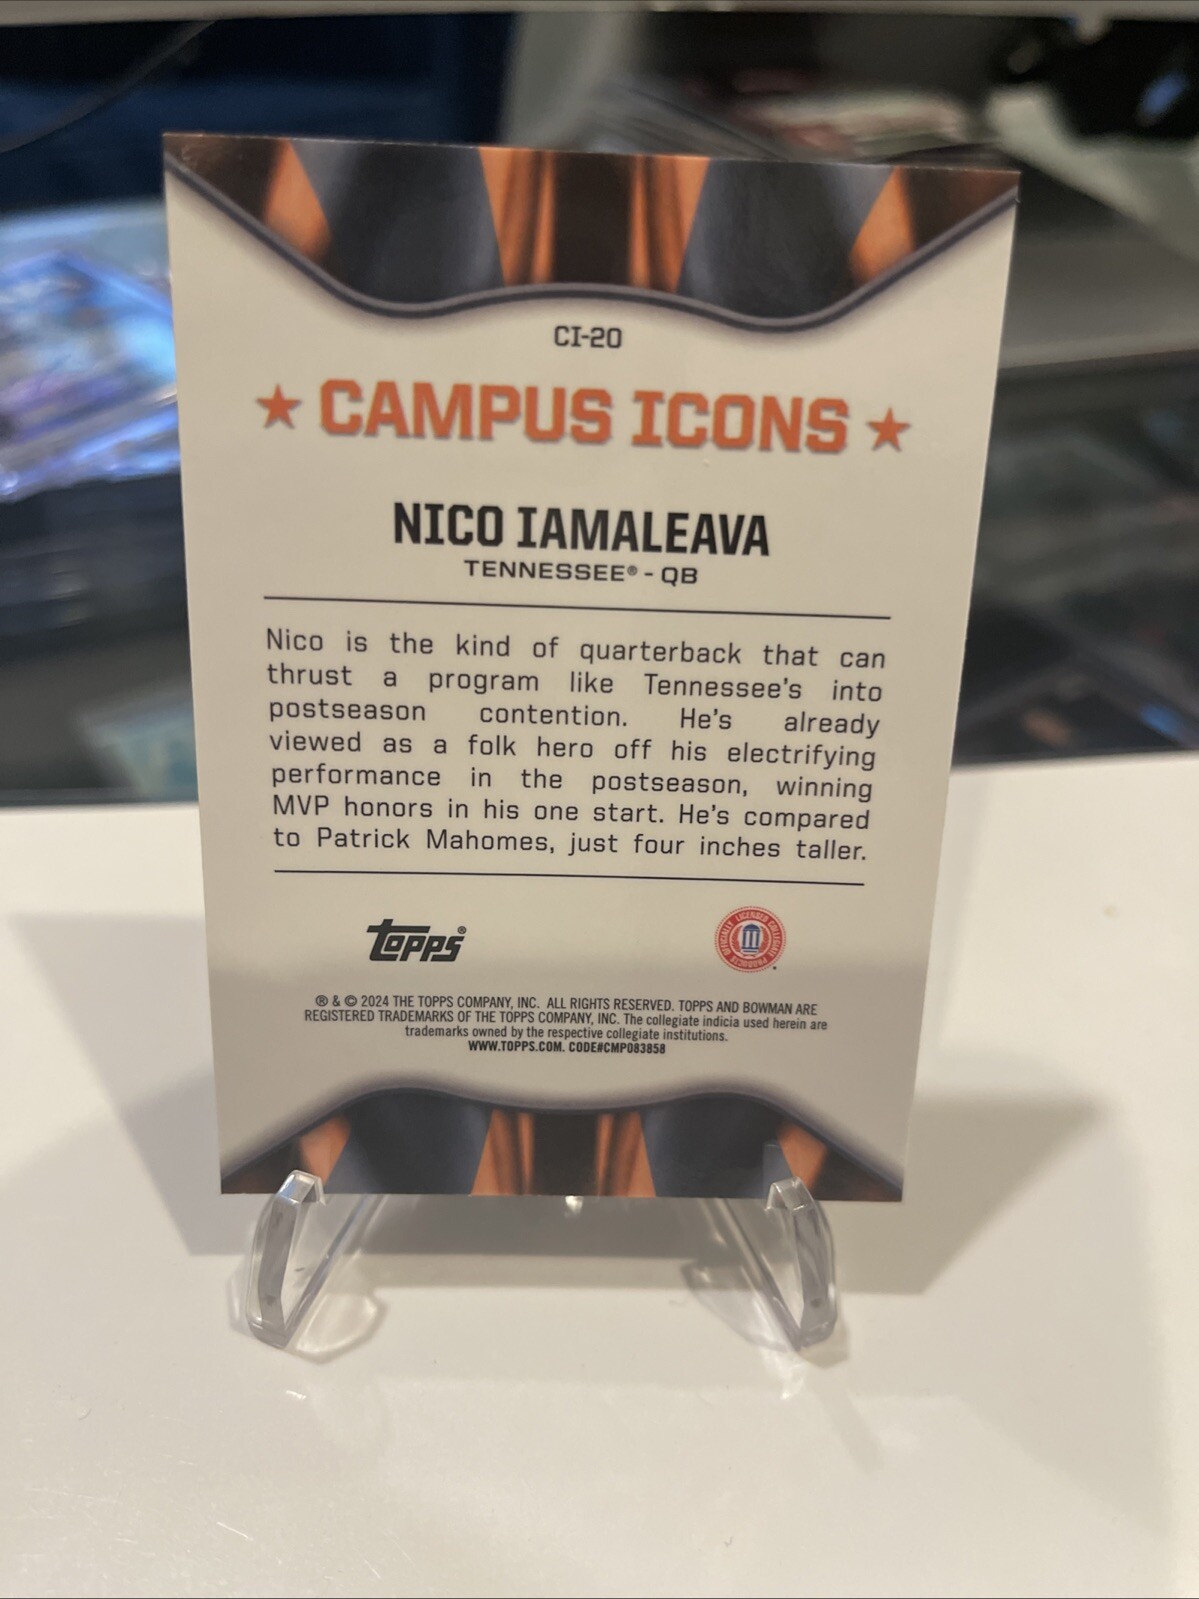 CI-20
★ CAMPUS ICONS ★
NICO IAMALEAVA
TENNESSEE® - QB
Nico is the kind of quarterback that can
thrust a program like Tennessee's into
postseason contention. He's already
viewed as a folk hero off his electrifying
performance in the postseason, winning
MVP honors in his one start. He's compared
to Patrick Mahomes, just four inches taller.
topps®
OFFICIALLY LICENSED COLLEGIATE PRODUCTS
® & © 2024 THE TOPPS COMPANY, INC. ALL RIGHTS RESERVED. TOPPS AND BOWMAN ARE
REGISTERED TRADEMARKS OF THE TOPPS COMPANY, INC. The collegiate indicia used herein are
trademarks owned by the respective collegiate institutions.
WWW.TOPPS.COM. CODE#CMP083858